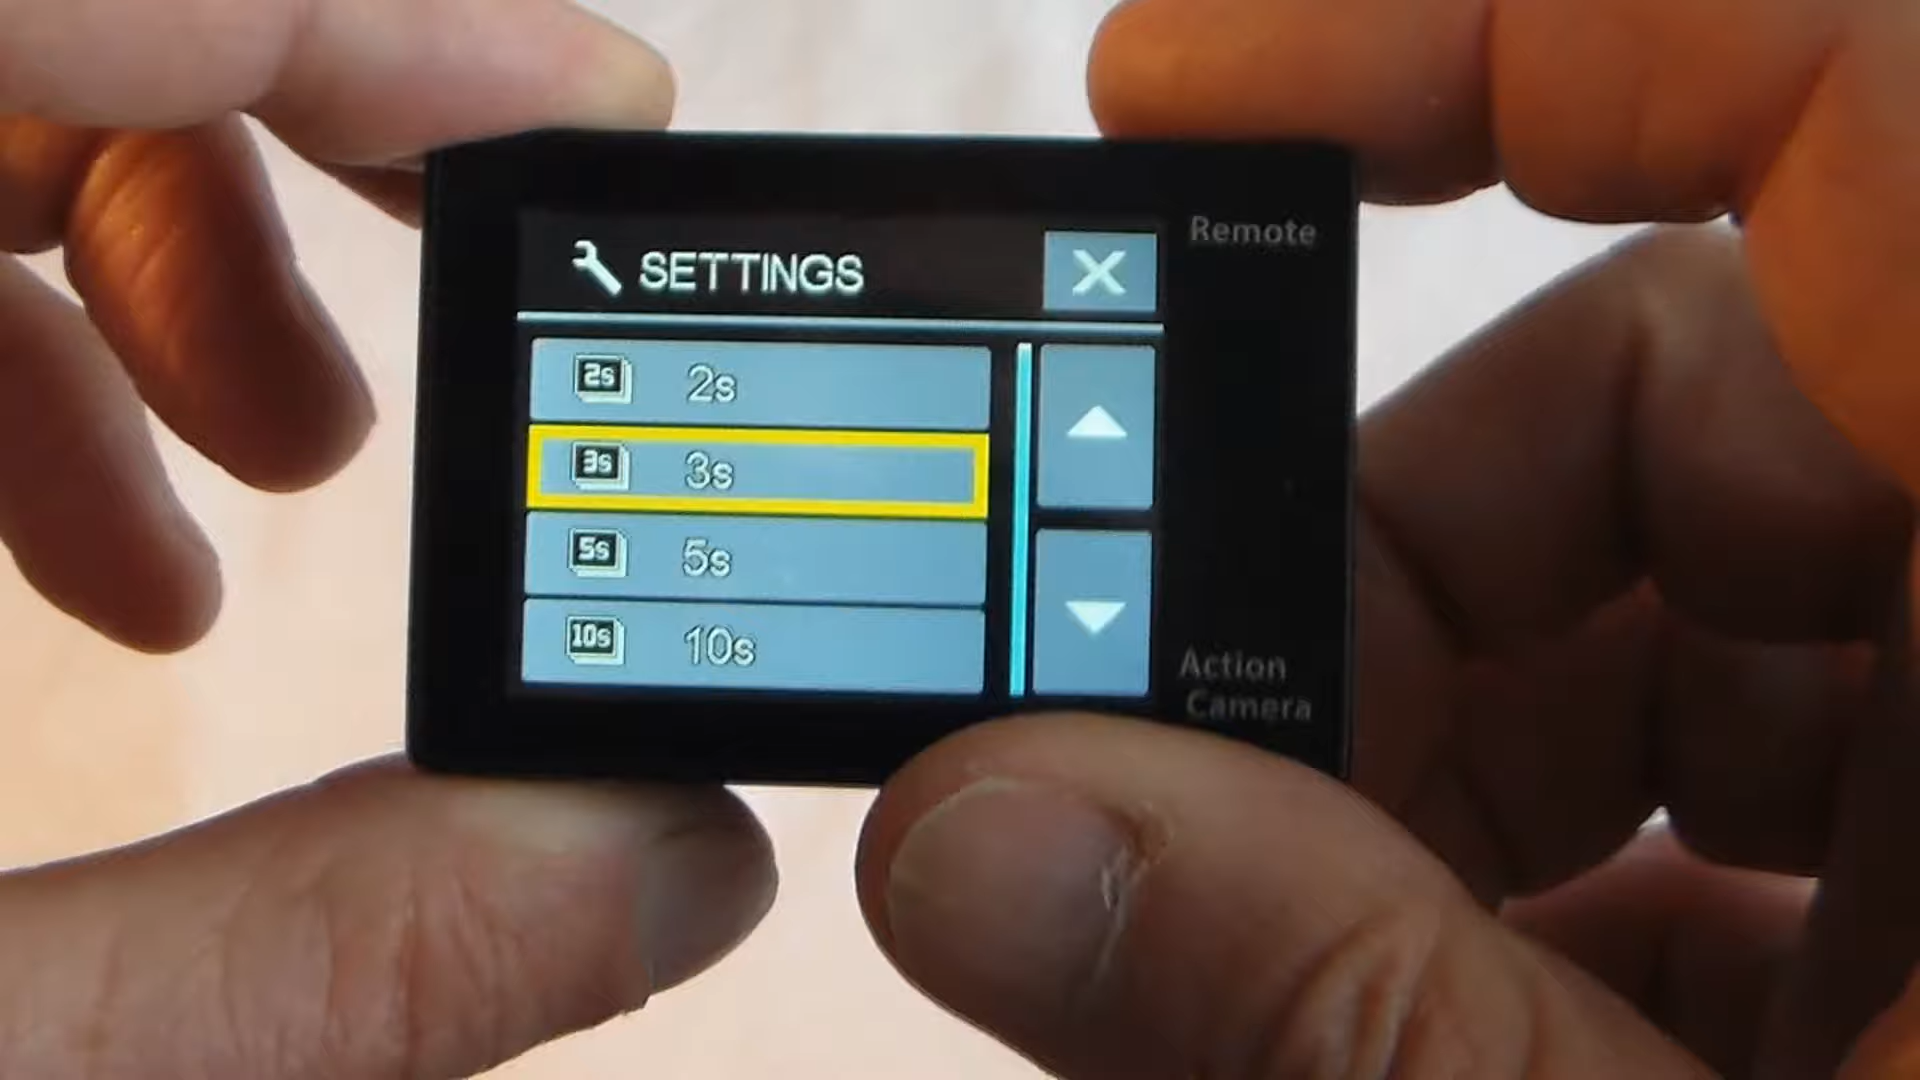 SETTINGS X
Remote
2s 2s
3s 3s
5s 5s
10s 10s
Action
Camera